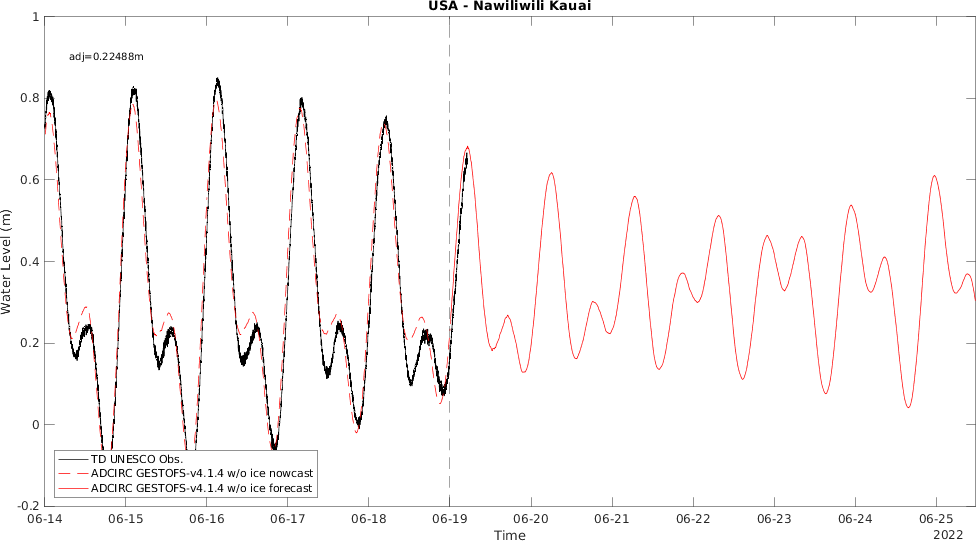 USA - Nawiliwili Kauai
adj=0.22488m
Water Level (m)
1
0.8
0.6
0.4
0.2
0
-0.2
TD UNESCO Obs.
ADCIRC GESTOFS-v4.1.4 w/o ice nowcast
ADCIRC GESTOFS-v4.1.4 w/o ice forecast
06-14 06-15 06-16 06-17 06-18 06-19 06-20 06-21 06-22 06-23 06-24 06-25
Time
2022